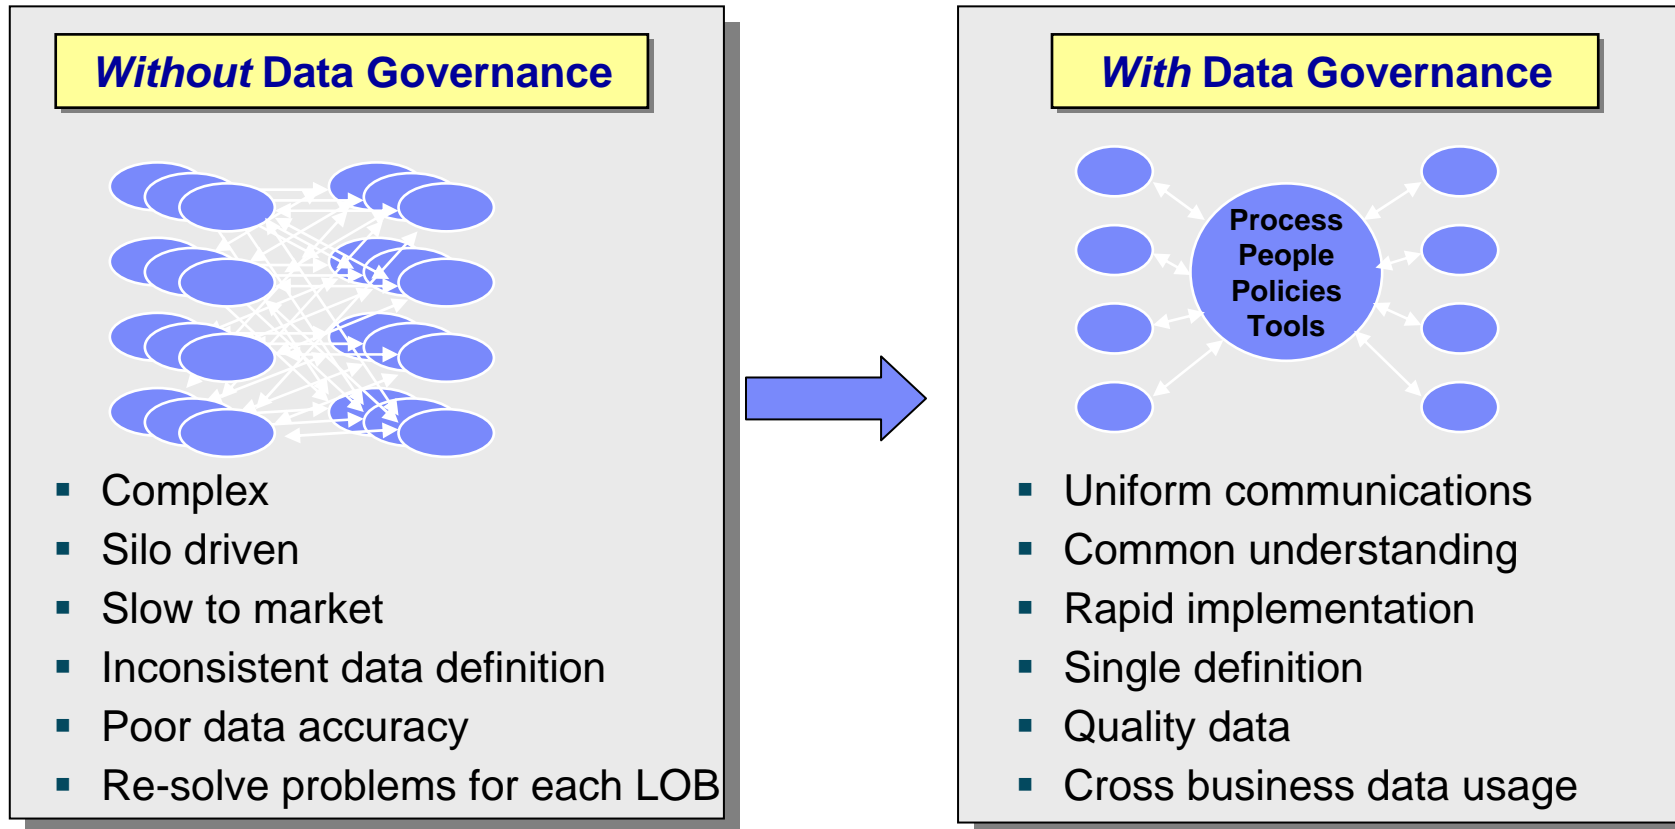 Without Data Governance
Complex
Silo driven
Slow to market
Inconsistent data definition
Poor data accuracy
Re-solve problems for each LOB
With Data Governance
Process
People
Policies
Tools
Uniform communications
Common understanding
Rapid implementation
Single definition
Quality data
Cross business data usage